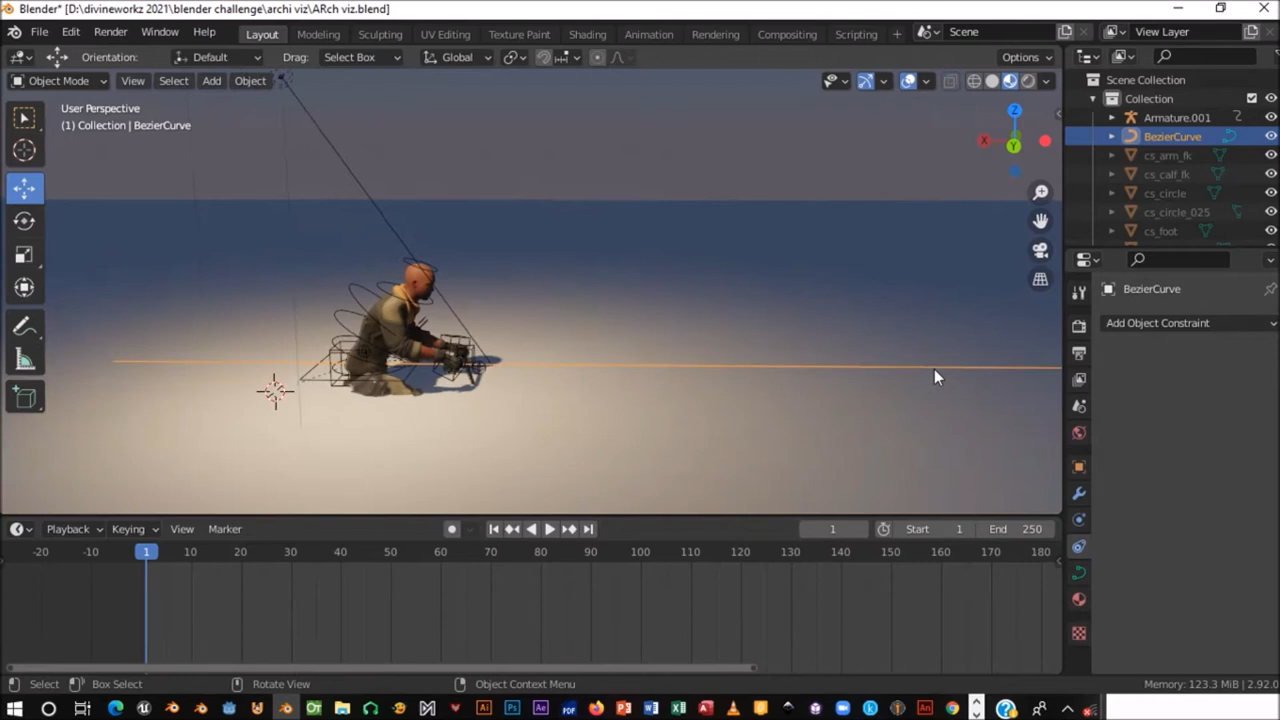 Blender* [D:\divineworkz 2021\blender challenge\archi viz\ARch viz.blend]
File Edit Render Window Help Layout Modeling Sculpting UV Editing Texture Paint Shading Animation Rendering Compositing Scripting + Scene View Layer
Orientation: Default Drag: Select Box Global Options
Object Mode View Select Add Object
User Perspective
(1) Collection | BezierCurve
Z
X
Y
Scene Collection
Collection
Armature.001
BezierCurve
cs_arm_fk
cs_calf_fk
cs_circle
cs_circle_025
cs_foot
BezierCurve
Add Object Constraint
Playback Keying View Marker 1 Start 1 End 250
-20 -10 1 10 20 30 40 50 60 70 80 90 100 110 120 130 140 150 160 170 180
Select Box Select Rotate View Object Context Menu Memory: 123.3 MiB | 2.92.0